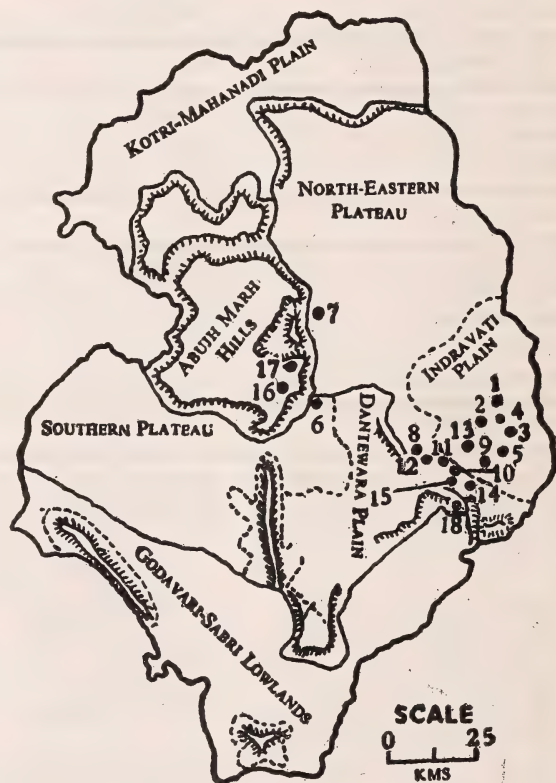 KOTRI-MAHANADI PLAIN
NORTH-EASTERN
PLATEAU
ABUJH MARH
HILLS
7
17
16
6
INDRAVATI
PLAIN
1
2
4
3
13
8
11
9
5
12
10
15
14
18
SOUTHERN PLATEAU
DANTEWARA PLAIN
GODAVARI-SABRI LOWLANDS
SCALE
0 25
KMS